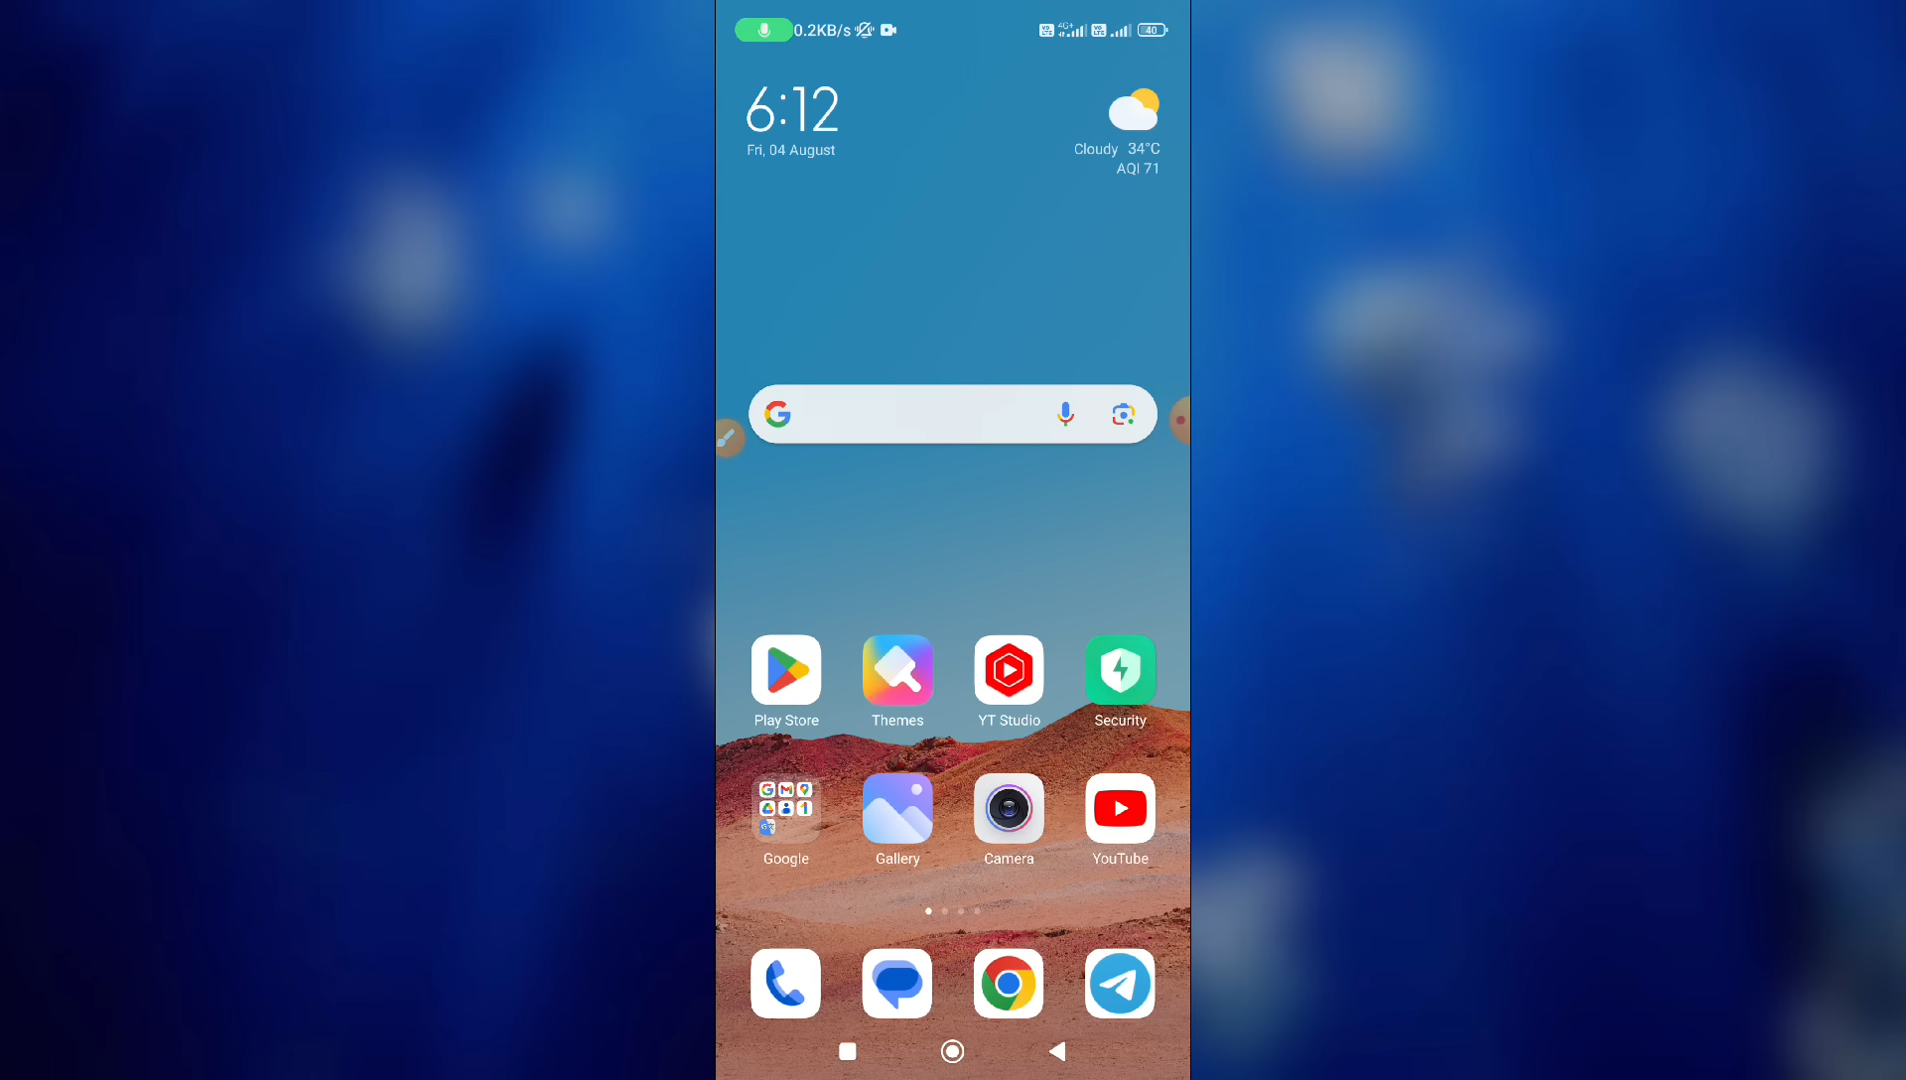 0.2KB/s
4G+
40
6:12
Fri, 04 August
Cloudy 34°C
AQI 71
Play Store
Themes
YT Studio
Security
Google
Gallery
Camera
YouTube